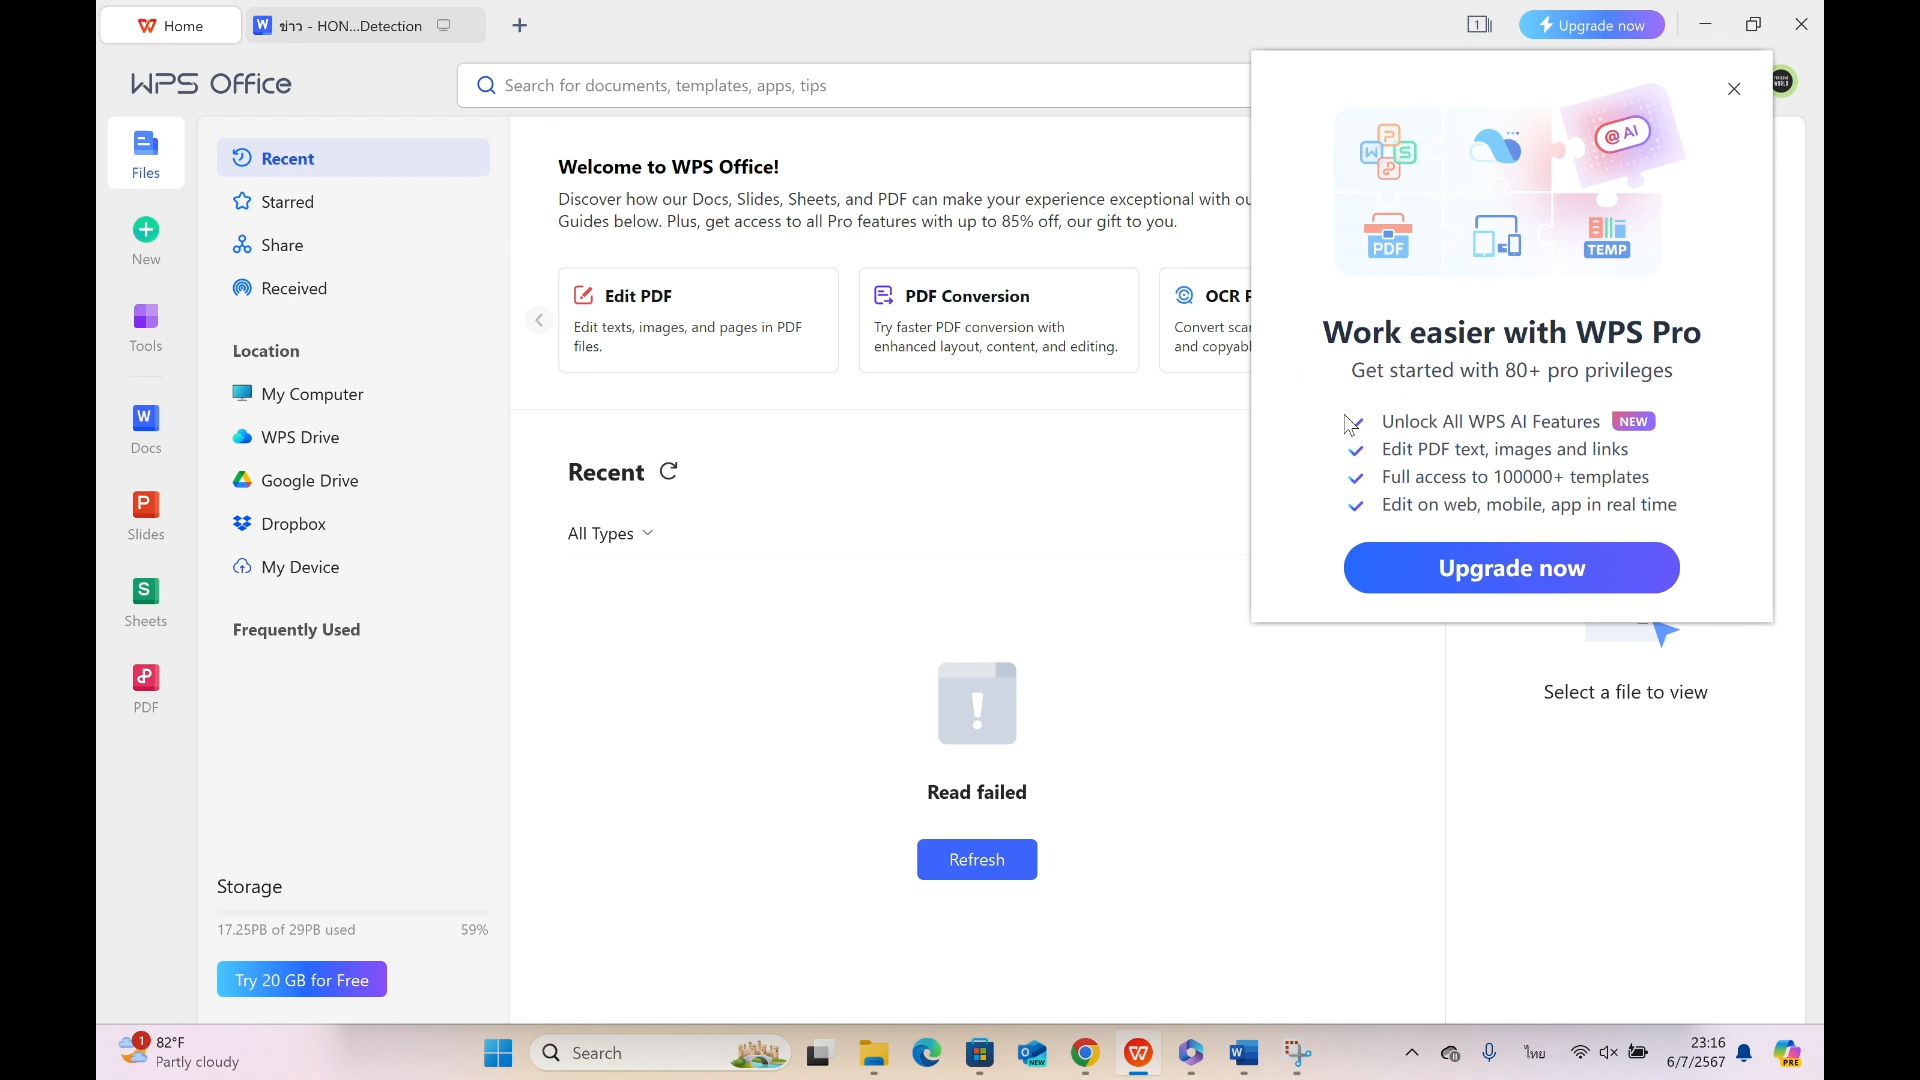 Home
ข่าว - HON...Detection
1
Upgrade now
WPS Office
Search for documents, templates, apps, tips
Files
New
Tools
Docs
Slides
Sheets
PDF
Recent
Starred
Share
Received
Location
My Computer
WPS Drive
Google Drive
Dropbox
My Device
Frequently Used
Storage
17.25PB of 29PB used 59%
Try 20 GB for Free
Welcome to WPS Office!
Discover how our Docs, Slides, Sheets, and PDF can make your experience exceptional with ou
Guides below. Plus, get access to all Pro features with up to 85% off, our gift to you.
Edit PDF
Edit texts, images, and pages in PDF
files.
PDF Conversion
Try faster PDF conversion with
enhanced layout, content, and editing.
OCR P
Convert scar
and copyabl
Recent
All Types
Read failed
Refresh
@ AI
PDF
TEMP
Work easier with WPS Pro
Get started with 80+ pro privileges
Unlock All WPS AI Features NEW
Edit PDF text, images and links
Full access to 100000+ templates
Edit on web, mobile, app in real time
Upgrade now
Select a file to view
1
82°F
Partly cloudy
Search
NEW
ไทย
23:16
6/7/2567
PRE